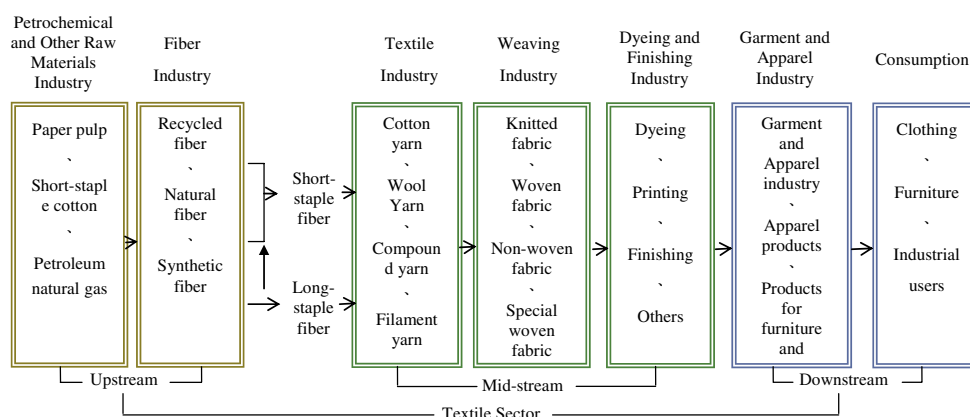 Petrochemical
and Other Raw
Materials
Industry
Fiber
Industry
Textile
Industry
Weaving
Industry
Dyeing and
Finishing
Industry
Garment and
Apparel
Industry
Consumption
Paper pulp
、
Short-stapl
e cotton
、
Petroleum
natural gas
Recycled
fiber
、
Natural
fiber
、
Synthetic
fiber
Short-
staple
fiber
Long-
staple
fiber
Cotton
yarn
、
Wool
Yarn
、
Compoun
d yarn
、
Filament
yarn
Knitted
fabric
、
Woven
fabric
、
Non-woven
fabric
、
Special
woven
fabric
Dyeing
、
Printing
、
Finishing
、
Others
Garment
and
Apparel
industry
、
Apparel
products
、
Products
for
furniture
and
Clothing
、
Furniture
、
Industrial
users
Upstream
Mid-stream
Downstream
Textile Sector